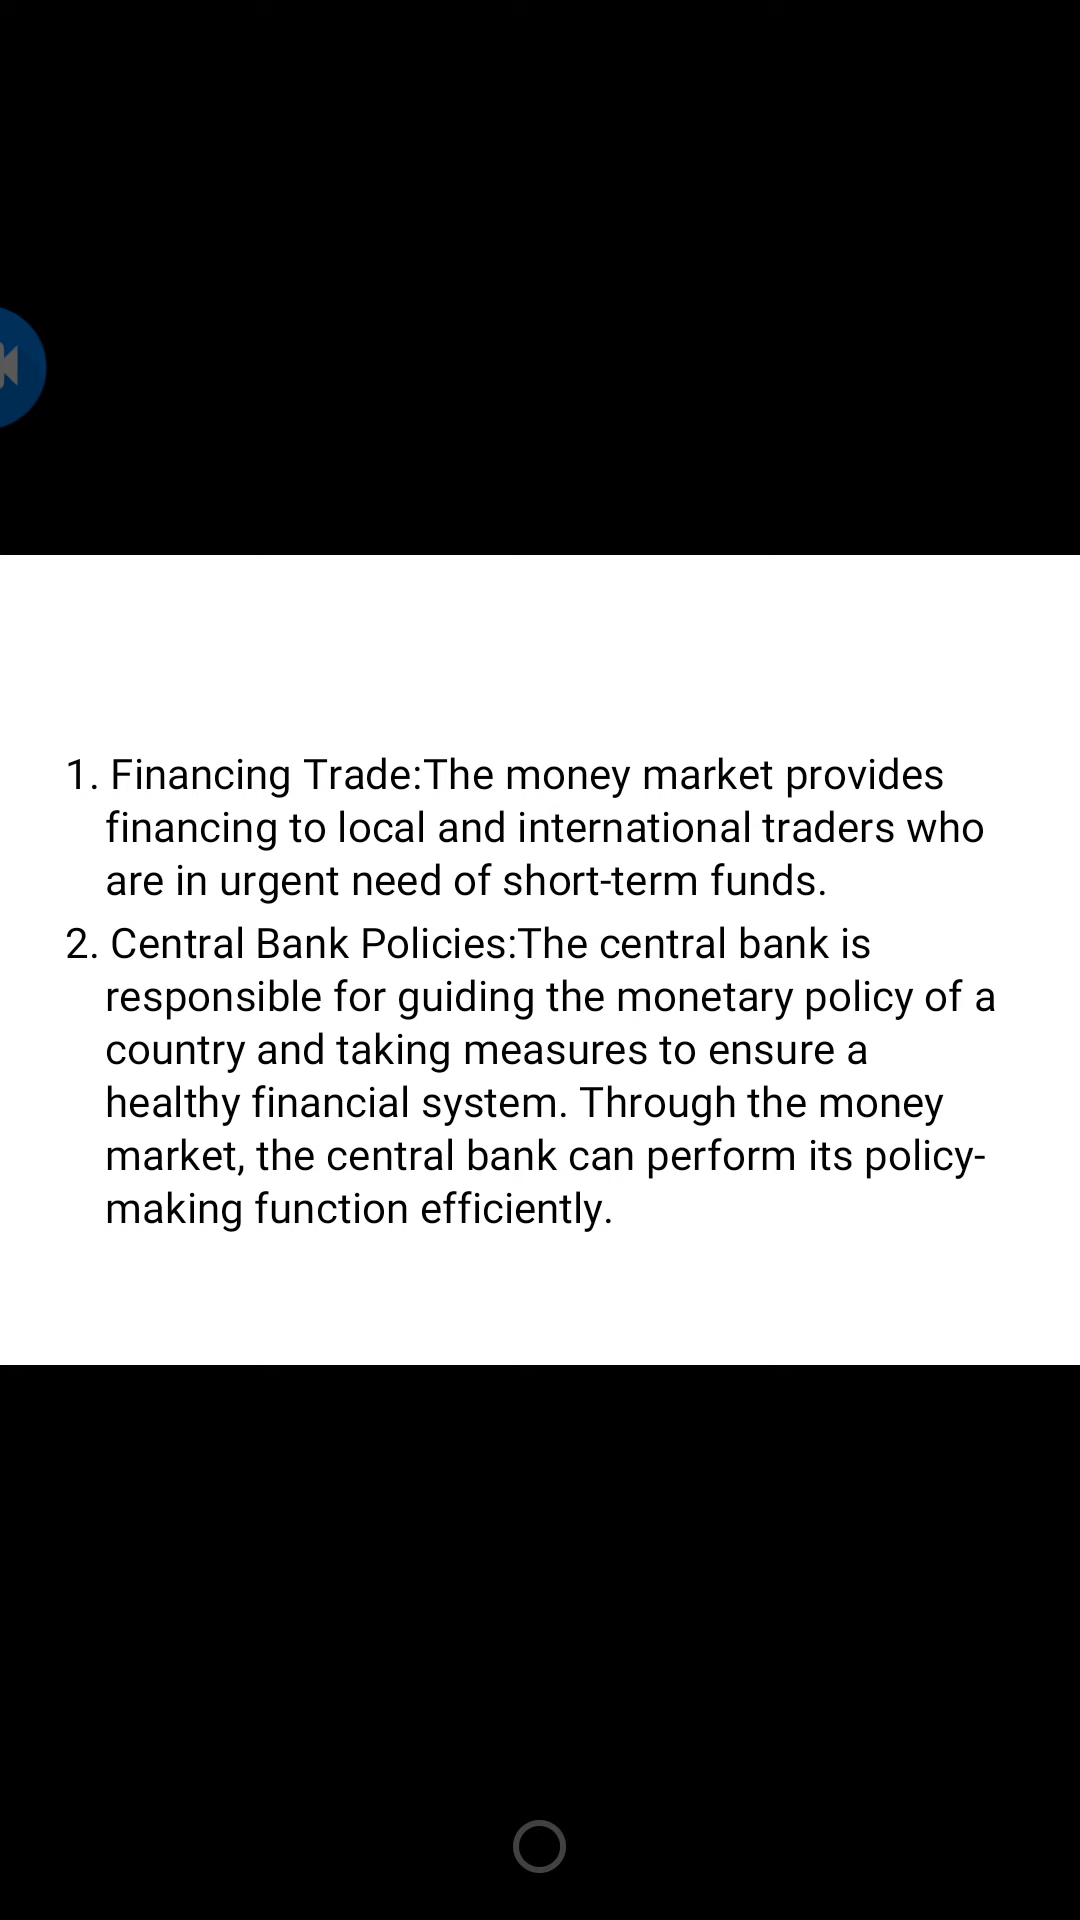 1. Financing Trade:The money market provides
financing to local and international traders who
are in urgent need of short-term funds.
2. Central Bank Policies:The central bank is
responsible for guiding the monetary policy of a
country and taking measures to ensure a
healthy financial system. Through the money
market, the central bank can perform its policy-
making function efficiently.